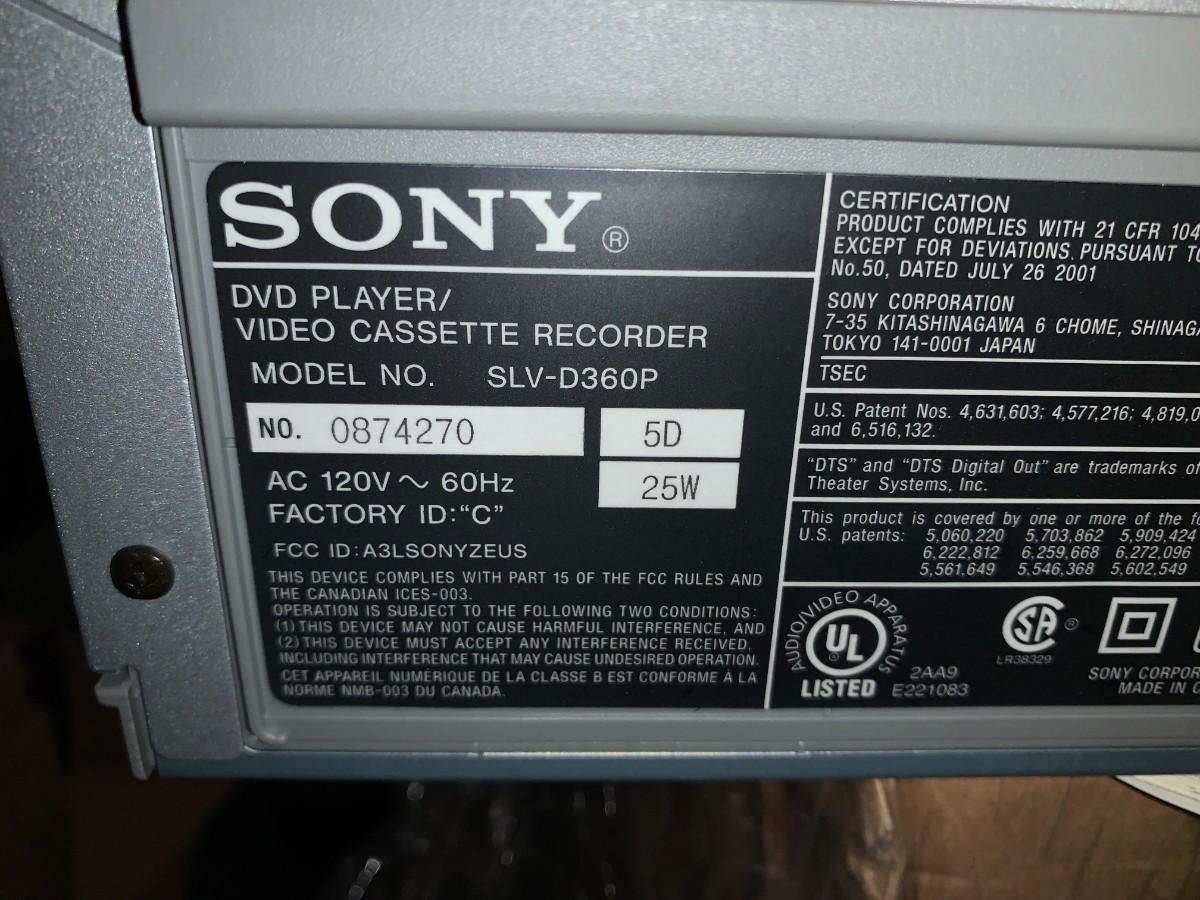 SONY®
DVD PLAYER/
VIDEO CASSETTE RECORDER
MODEL NO. SLV-D360P
NO. 0874270 5D
AC 120V ~ 60Hz 25W
FACTORY ID:“C”
FCC ID: A3LSONYZEUS
THIS DEVICE COMPLIES WITH PART 15 OF THE FCC RULES AND
THE CANADIAN ICES-003.
OPERATION IS SUBJECT TO THE FOLLOWING TWO CONDITIONS:
(1) THIS DEVICE MAY NOT CAUSE HARMFUL INTERFERENCE, AND
(2) THIS DEVICE MUST ACCEPT ANY INTERFERENCE RECEIVED,
INCLUDING INTERFERENCE THAT MAY CAUSE UNDESIRED OPERATION.
CET APPAREIL NUMÉRIQUE DE LA CLASSE B EST CONFORME À LA
NORME NMB-003 DU CANADA.
CERTIFICATION
PRODUCT COMPLIES WITH 21 CFR 104
EXCEPT FOR DEVIATIONS, PURSUANT TO
No.50, DATED JULY 26 2001
SONY CORPORATION
7-35 KITASHINAGAWA 6 CHOME, SHINAGA
TOKYO 141-0001 JAPAN
TSEC
U.S. Patent Nos. 4,631,603; 4,577,216; 4,819,0
and 6,516,132.
“DTS” and “DTS Digital Out” are trademarks of
Theater Systems, Inc.
This product is covered by one or more of the f
U.S. patents: 5,060,220 5,703,862 5,909,424
6,222,812 6,259,668 6,272,096
5,561,649 5,546,368 5,602,549
AUDIO/VIDEO APPARATUS
UL ®
LISTED
2AA9
E221083
SA ®
LR38329
SONY CORPOR
MADE IN C